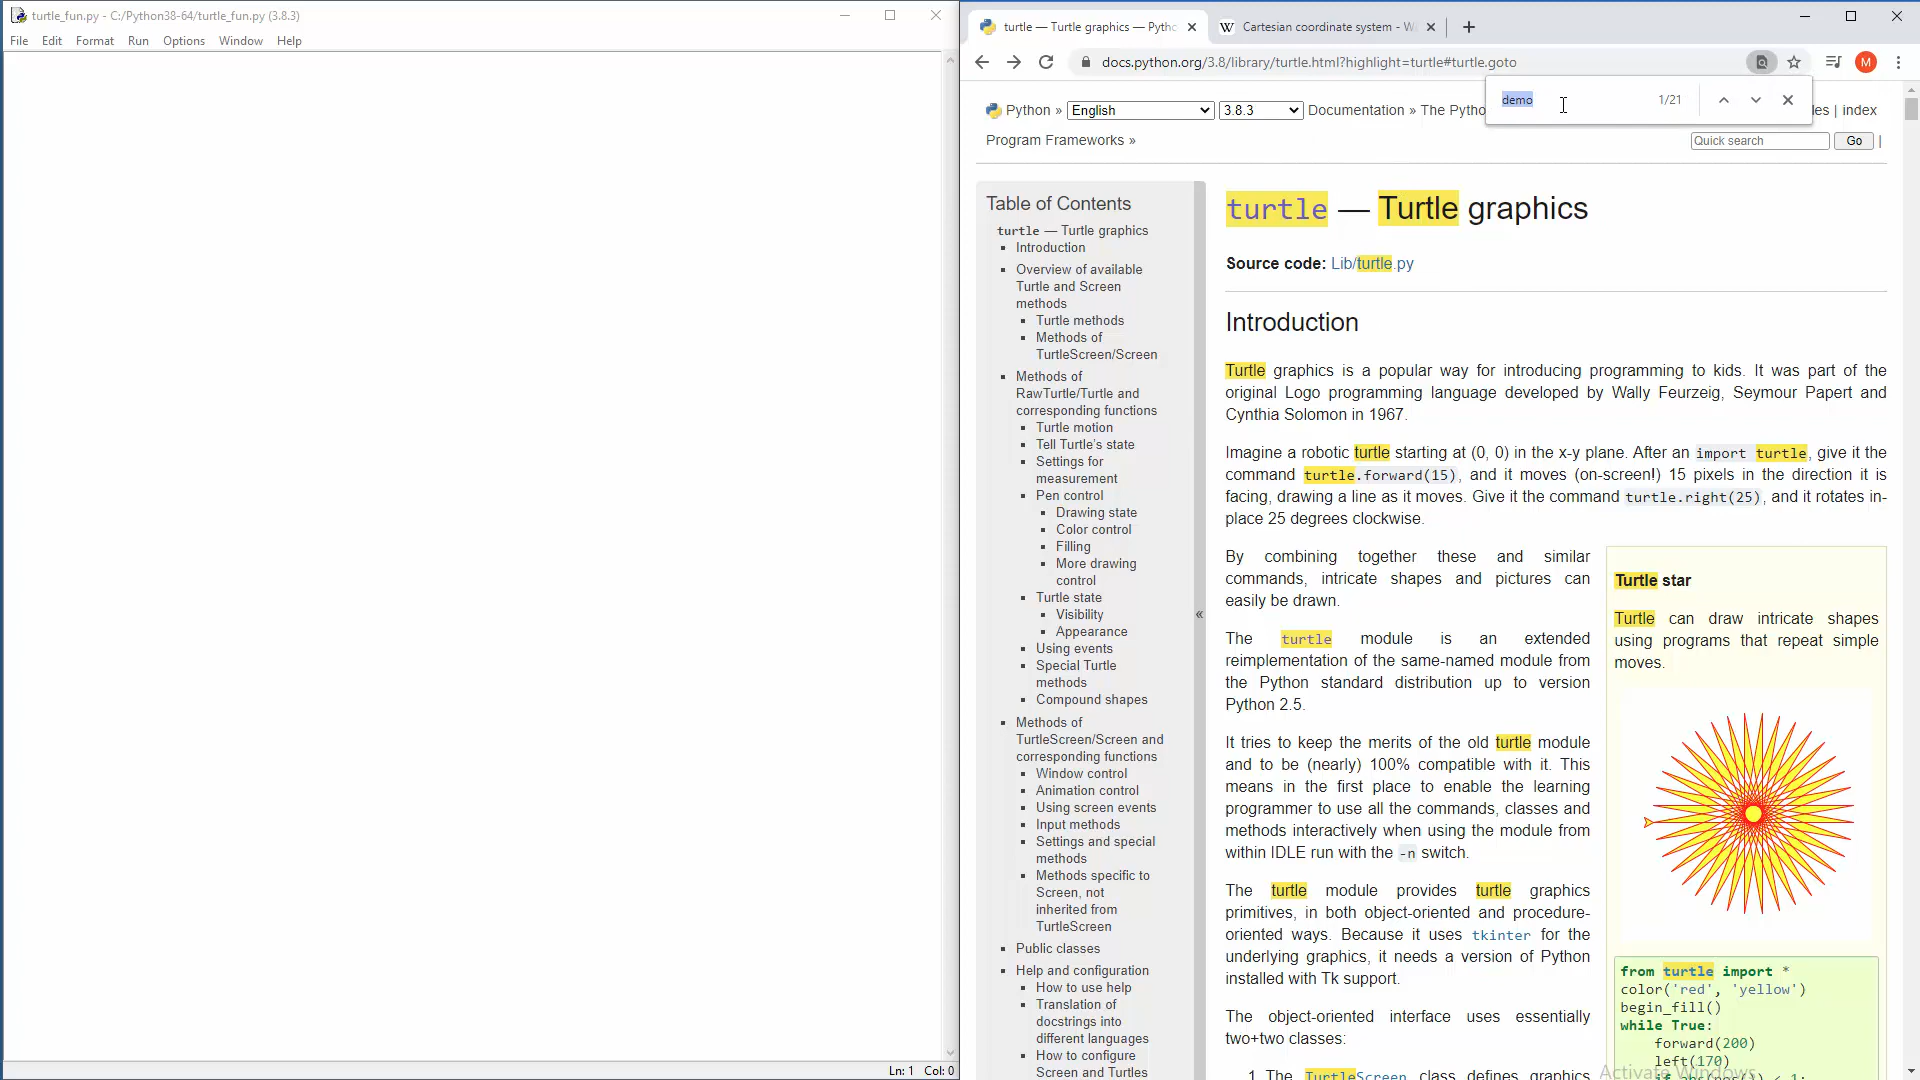 turtle_fun.py - C:/Python38-64/turtle_fun.py (3.8.3)
File Edit Format Run Options Window Help
Ln: 1 Col: 0
turtle — Turtle graphics — Pyth
W Cartesian coordinate system - W
docs.python.org/3.8/library/turtle.html?highlight=turtle#turtle.goto
M
demo 1/21
Python » English 3.8.3 Documentation » The Pytho
les | index
Program Frameworks »
Quick search Go |
Table of Contents
turtle — Turtle graphics
Introduction
Overview of available
Turtle and Screen
methods
Turtle methods
Methods of
TurtleScreen/Screen
Methods of
RawTurtle/Turtle and
corresponding functions
Turtle motion
Tell Turtle's state
Settings for
measurement
Pen control
Drawing state
Color control
Filling
More drawing
control
Turtle state
Visibility
Appearance
Using events
Special Turtle
methods
Compound shapes
Methods of
TurtleScreen/Screen and
corresponding functions
Window control
Animation control
Using screen events
Input methods
Settings and special
methods
Methods specific to
Screen, not
inherited from
TurtleScreen
Public classes
Help and configuration
How to use help
Translation of
docstrings into
different languages
How to configure
Screen and Turtles
«
turtle — Turtle graphics
Source code: Lib/turtle.py
Introduction
Turtle graphics is a popular way for introducing programming to kids. It was part of the
original Logo programming language developed by Wally Feurzeig, Seymour Papert and
Cynthia Solomon in 1967.
Imagine a robotic turtle starting at (0, 0) in the x-y plane. After an import turtle, give it the
command turtle.forward(15), and it moves (on-screen!) 15 pixels in the direction it is
facing, drawing a line as it moves. Give it the command turtle.right(25), and it rotates in-
place 25 degrees clockwise.
By combining together these and similar
commands, intricate shapes and pictures can
easily be drawn.
The turtle module is an extended
reimplementation of the same-named module from
the Python standard distribution up to version
Python 2.5.
It tries to keep the merits of the old turtle module
and to be (nearly) 100% compatible with it. This
means in the first place to enable the learning
programmer to use all the commands, classes and
methods interactively when using the module from
within IDLE run with the -n switch.
The turtle module provides turtle graphics
primitives, in both object-oriented and procedure-
oriented ways. Because it uses tkinter for the
underlying graphics, it needs a version of Python
installed with Tk support.
The object-oriented interface uses essentially
two+two classes:
1. The TurtleScreen class defines graphics
Turtle star
Turtle can draw intricate shapes
using programs that repeat simple
moves.
from turtle import *
color('red', 'yellow')
begin_fill()
while True:
forward(200)
left(170)
if abs(pos()) < 1:
Activate Windows